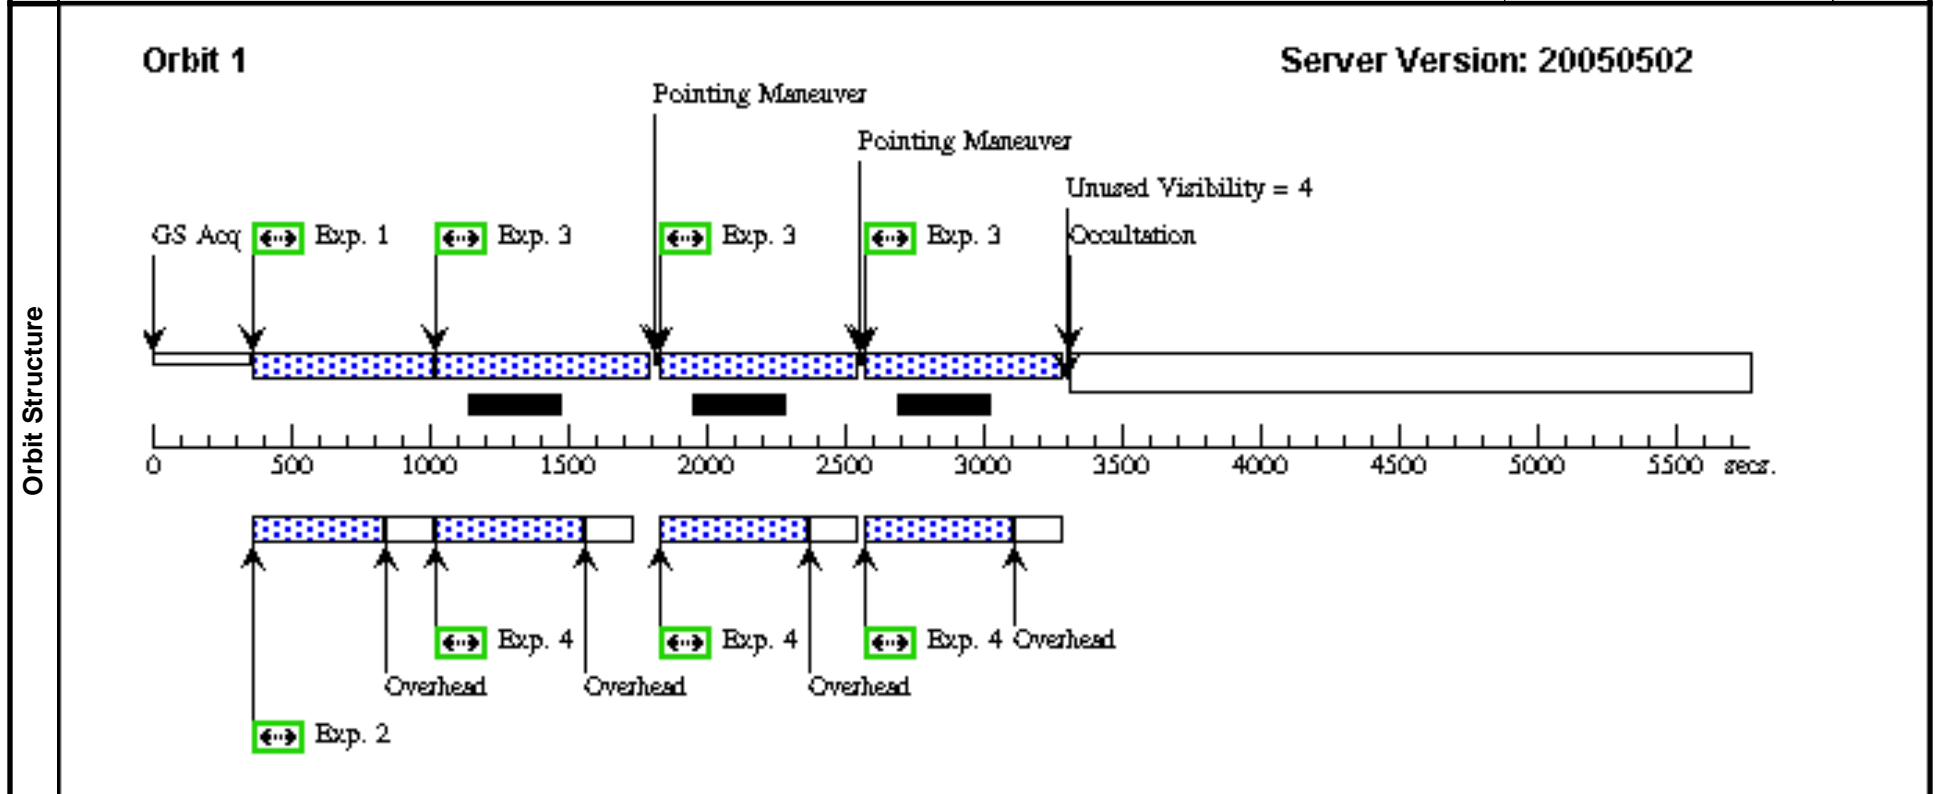 Orbit 1
Server Version: 20050502
Pointing Maneuver
Pointing Maneuver
Unused Visibility = 4
GS Acq
Exp. 1
Exp. 3
Exp. 3
Exp. 3
Occultation
Orbit Structure
0 500 1000 1500 2000 2500 3000 3500 4000 4500 5000 5500 secs.
Exp. 4
Exp. 4
Exp. 4
Overhead
Overhead
Overhead
Overhead
Exp. 2